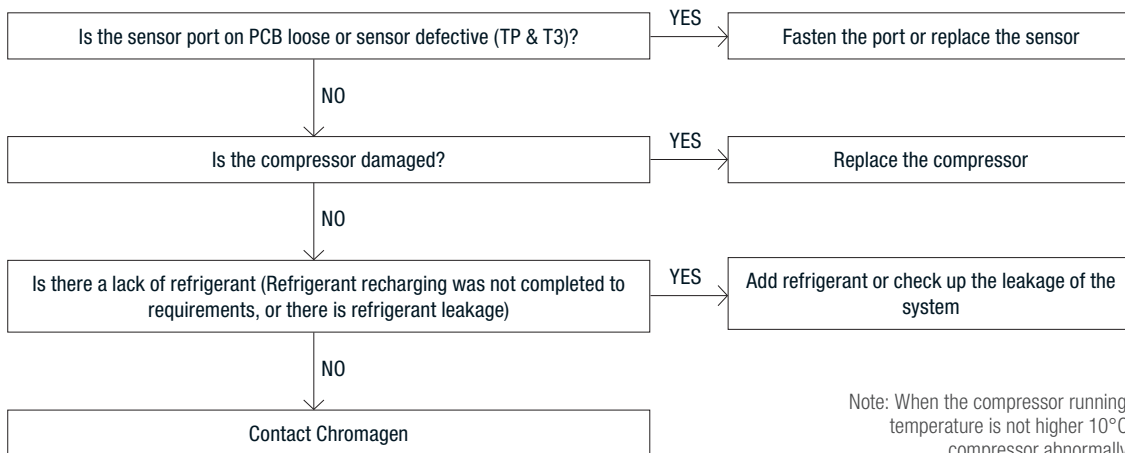 Is the sensor port on PCB loose or sensor defective (TP & T3)?
YES
Fasten the port or replace the sensor
NO
Is the compressor damaged?
YES
Replace the compressor
NO
Is there a lack of refrigerant (Refrigerant recharging was not completed to
requirements, or there is refrigerant leakage)
YES
Add refrigerant or check up the leakage of the
system
NO
Contact Chromagen
Note: When the compressor running,
temperature is not higher 10°C
compressor abnormally